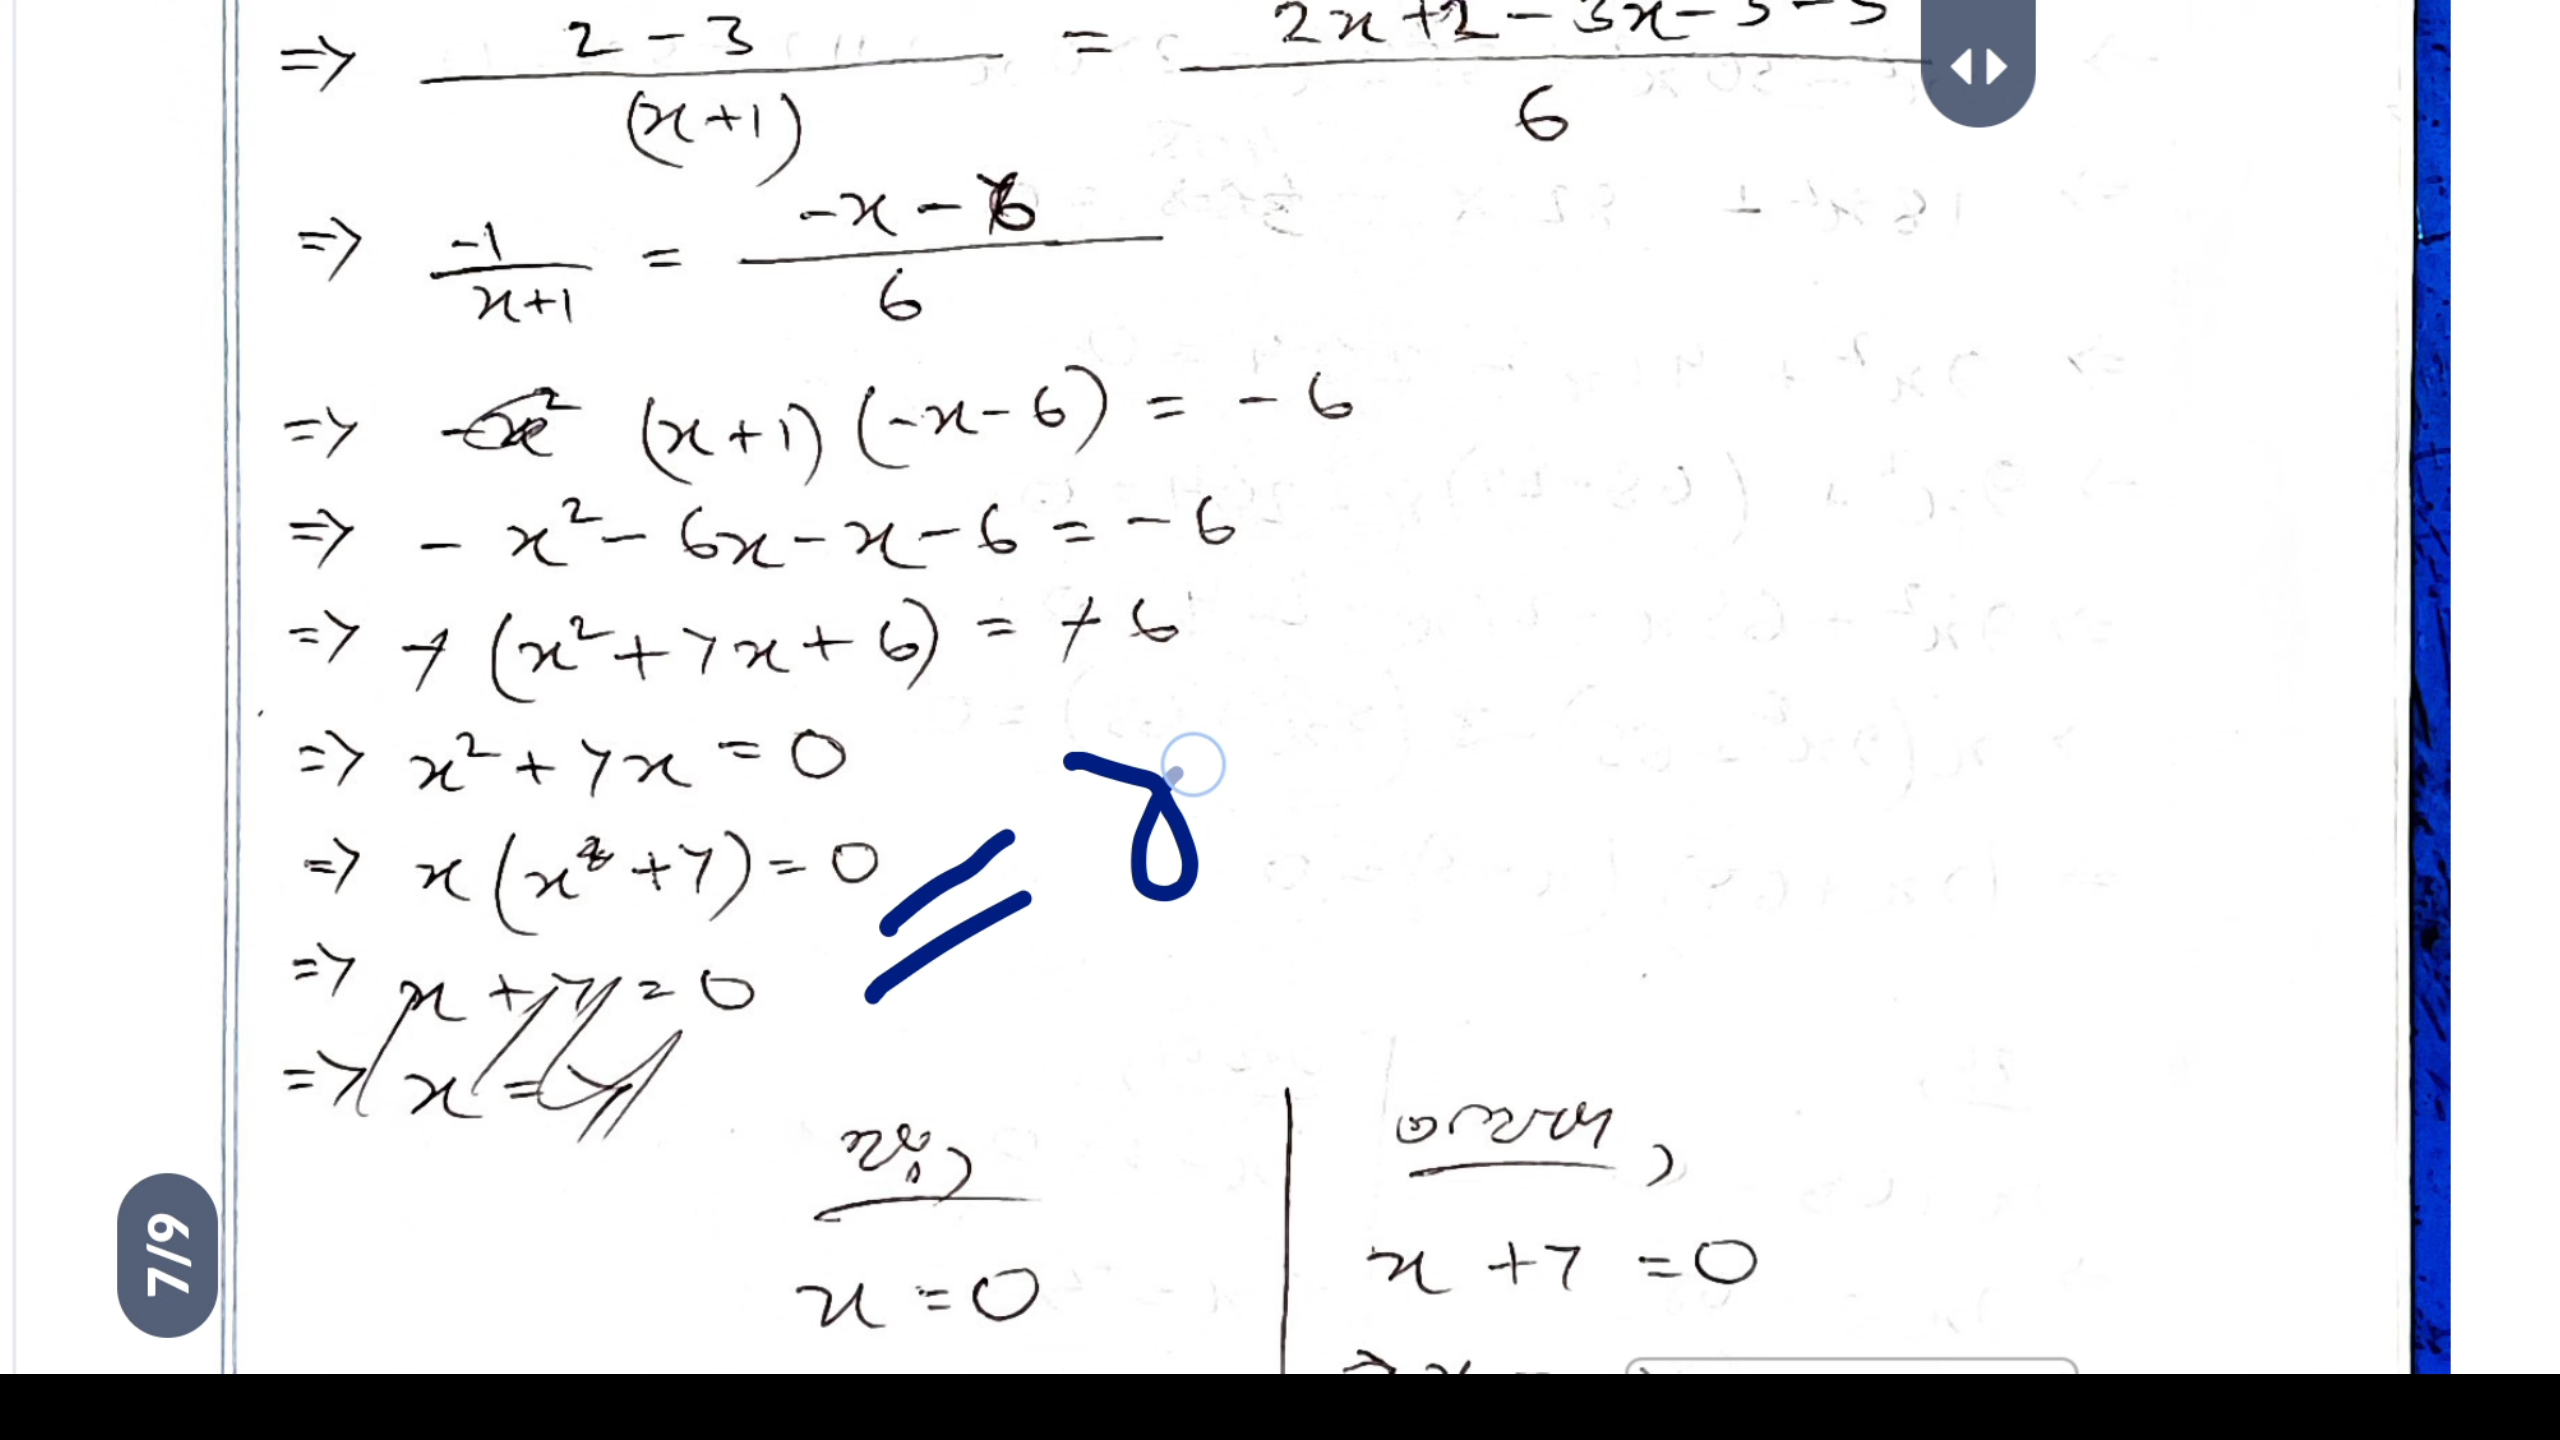 => 2 - 3 / (x+1) = 2x + 2 - 3x - 3 - 5 / 6
=> -1 / x+1 = -x - 6 / 6
=> (x+1) (-x-6) = -6
=> - x² - 6x - x - 6 = -6
=> - (x² + 7x + 6) = - 6
=> x² + 7x = 0
=> x (x + 7) = 0
=> x + 7 = 0
=> x =
হয়, অথবা,
x = 0 x + 7 = 0
7/9